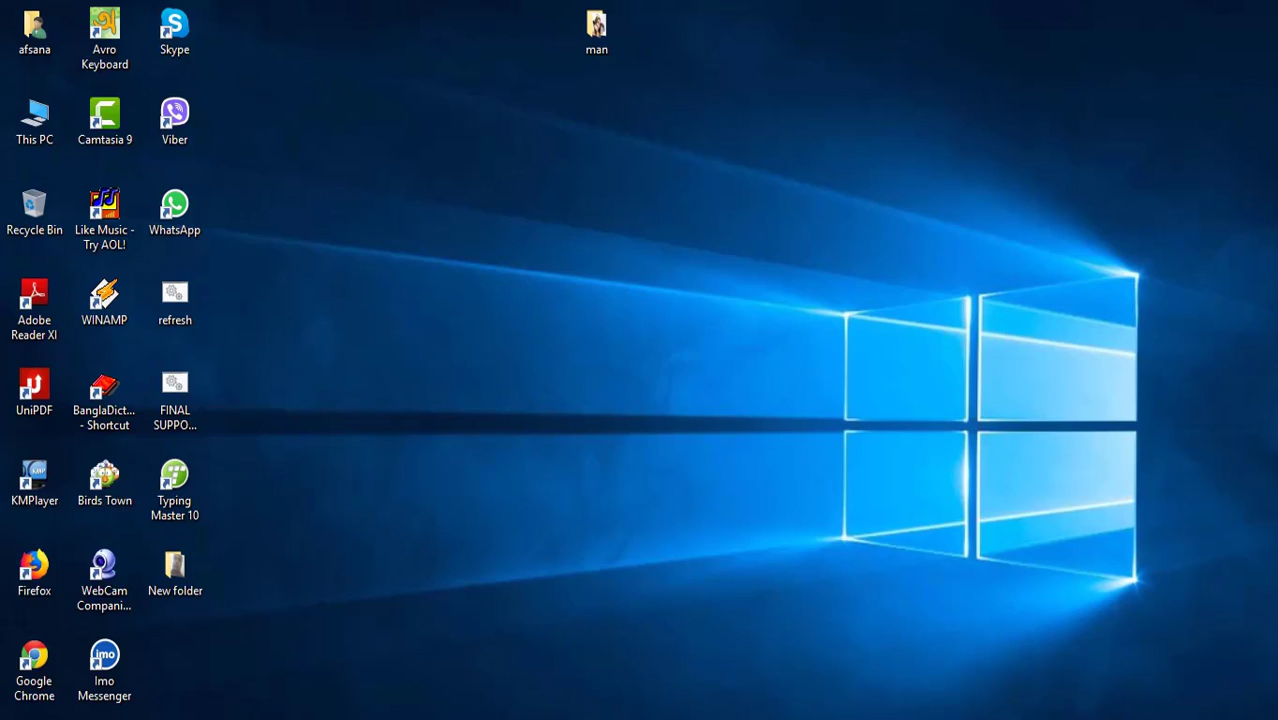 afsana
Avro
Keyboard
Skype
man
This PC
Camtasia 9
Viber
Recycle Bin
Like Music -
Try AOL!
WhatsApp
Adobe
Reader XI
WINAMP
refresh
UniPDF
BanglaDict...
- Shortcut
FINAL
SUPPO...
KMPlayer
Birds Town
Typing
Master 10
Firefox
WebCam
Compani...
New folder
Google
Chrome
Imo
Messenger